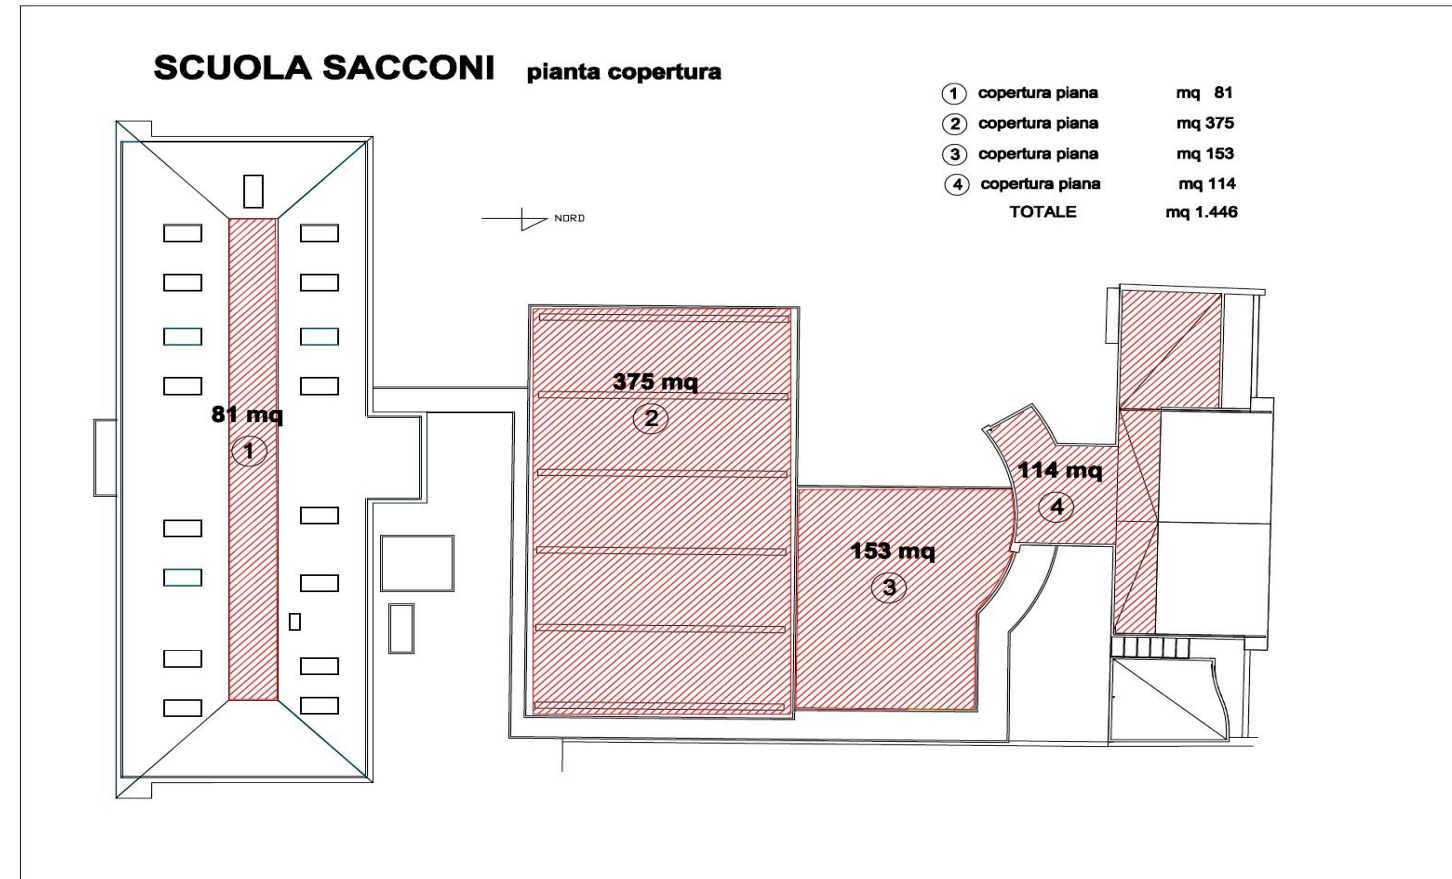 SCUOLA SACCONI pianta copertura
1 copertura piana mq 81
2 copertura piana mq 375
3 copertura piana mq 153
4 copertura piana mq 114
TOTALE mq 1.446
NORD
375 mq
2
81 mq
1
114 mq
4
153 mq
3